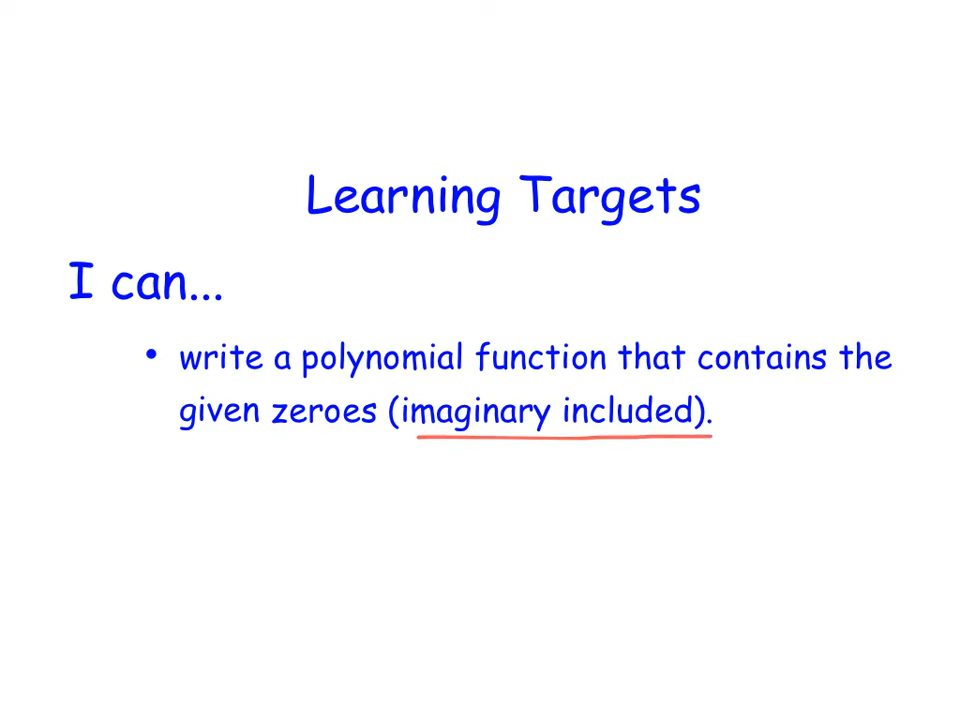 Learning Targets
I can...
• write a polynomial function that contains the
given zeroes (imaginary included).